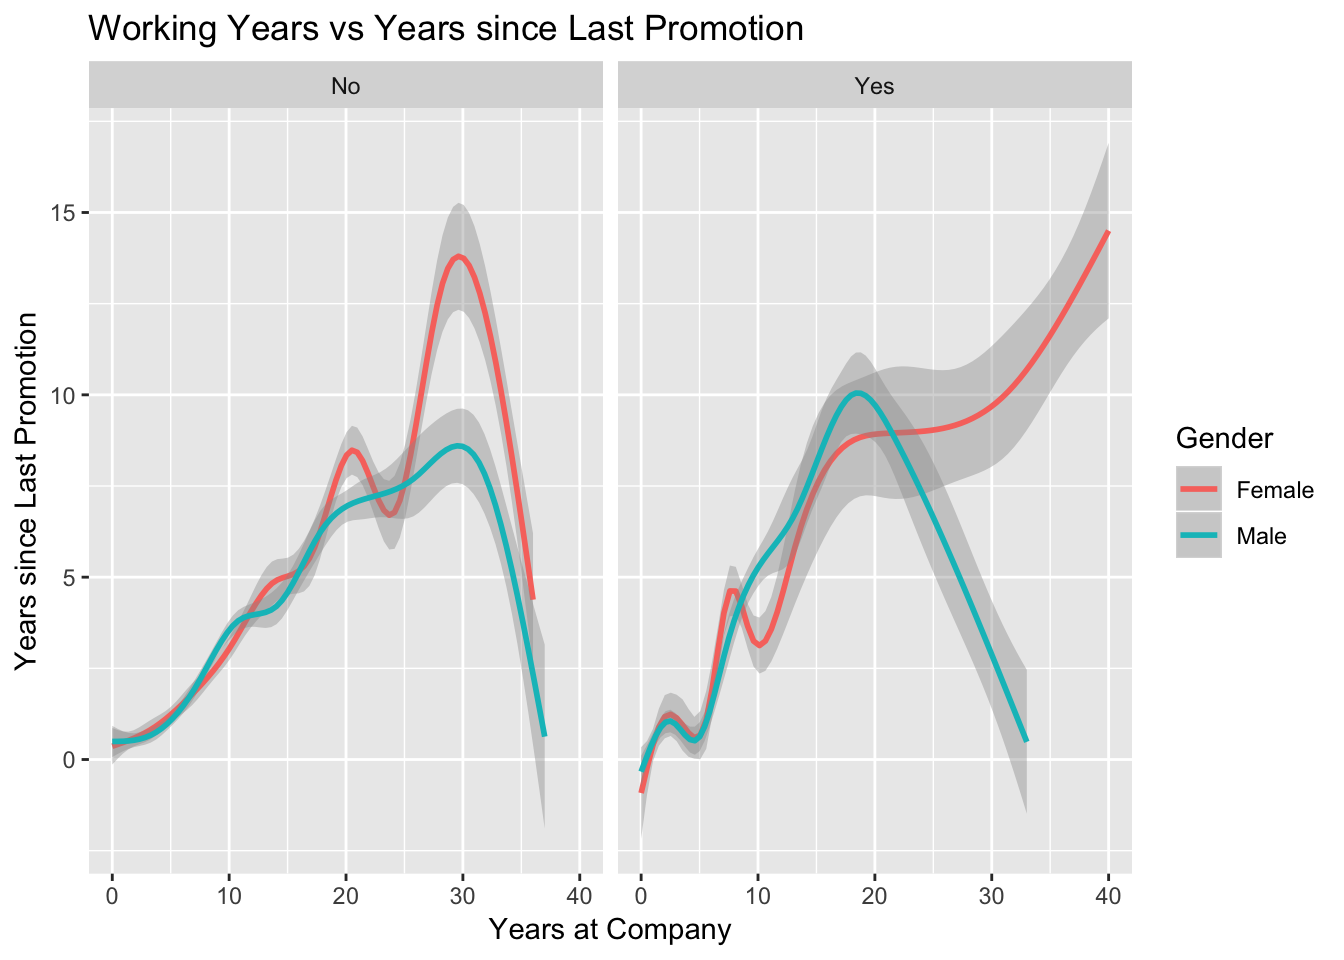 Working Years vs Years since Last Promotion
No
Yes
Years since Last Promotion
15
10
5
0
0 10 20 30 40
0 10 20 30 40
Years at Company
Gender
Female
Male